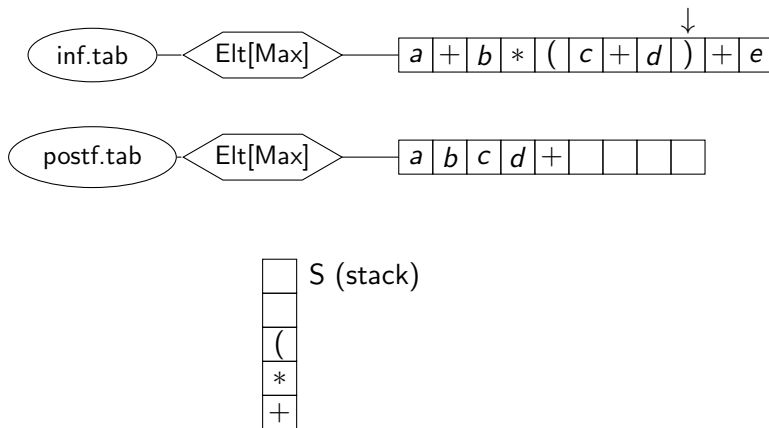 ↓
inf.tab Elt[Max] a + b * ( c + d ) + e
postf.tab Elt[Max] a b c d +
S (stack)
(
*
+